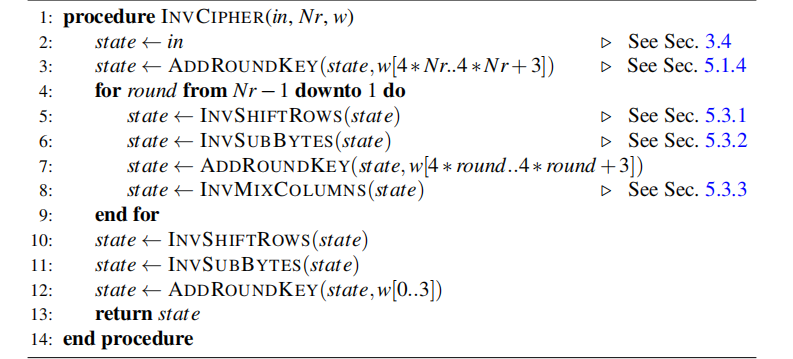 1: procedure INVCIPHER(in, Nr, w)
2: state ← in ▷ See Sec. 3.4
3: state ← ADDROUNDKEY(state, w[4 ∗ Nr..4 ∗ Nr + 3]) ▷ See Sec. 5.1.4
4: for round from Nr − 1 downto 1 do
5: state ← INVSHIFTROWS(state) ▷ See Sec. 5.3.1
6: state ← INVSUBBYTES(state) ▷ See Sec. 5.3.2
7: state ← ADDROUNDKEY(state, w[4 ∗ round..4 ∗ round + 3])
8: state ← INVMIXCOLUMNS(state) ▷ See Sec. 5.3.3
9: end for
10: state ← INVSHIFTROWS(state)
11: state ← INVSUBBYTES(state)
12: state ← ADDROUNDKEY(state, w[0..3])
13: return state
14: end procedure